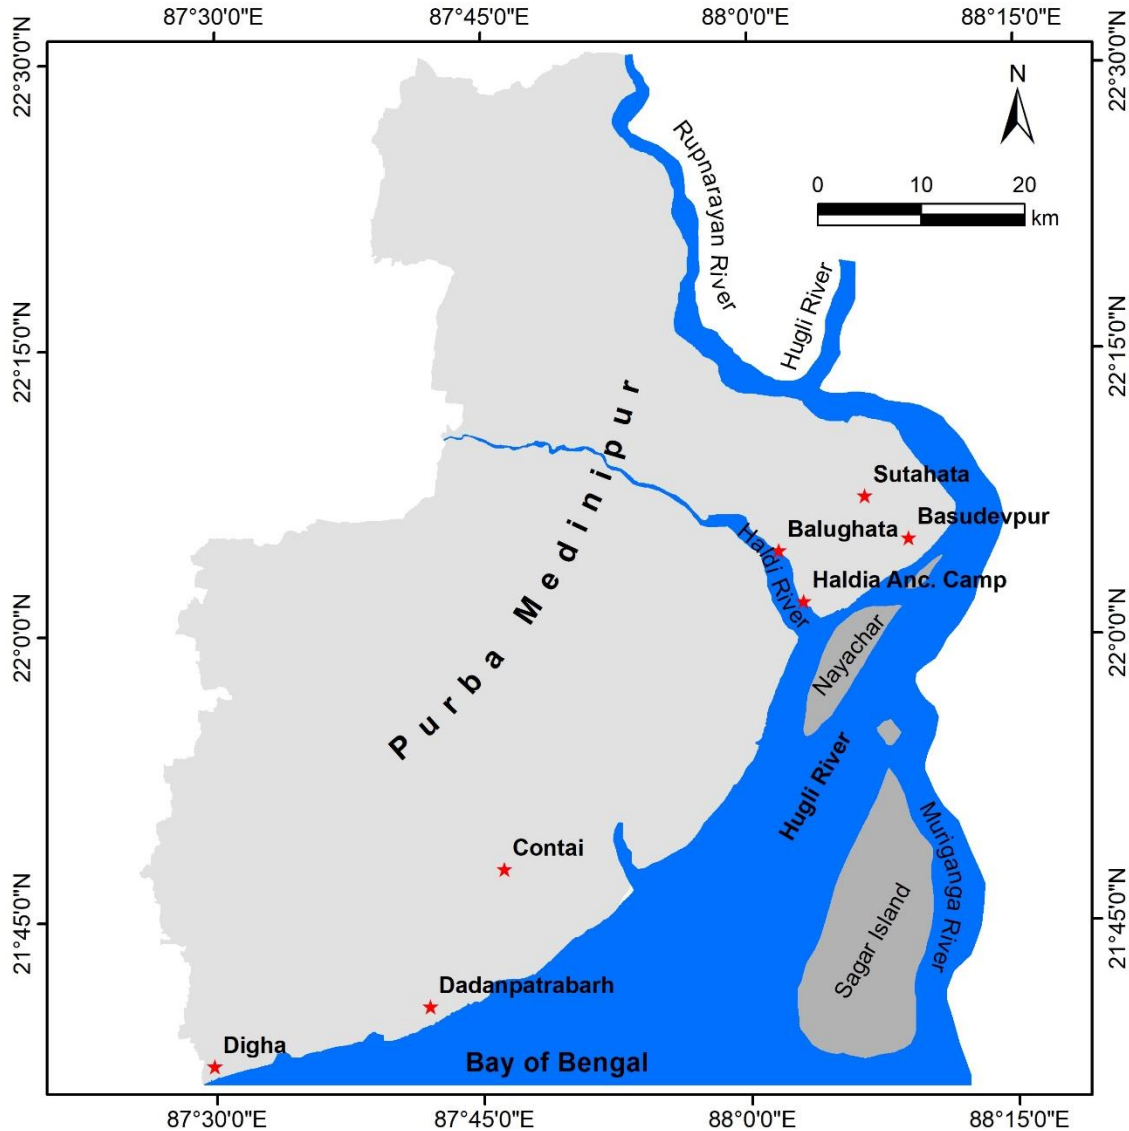 87°30'0"E
87°45'0"E
88°0'0"E
88°15'0"E
22°30'0"N
22°30'0"N
N
0
10
20
km
Rupnarayan River
Hugli River
22°15'0"N
22°15'0"N
Sutahata
Basudevpur
Balughata
Haldi River
Haldia Anc. Camp
Purba Medinipur
22°0'0"N
22°0'0"N
Nayachar
Hugli River
Muriganga River
Contai
Sagar Island
21°45'0"N
21°45'0"N
Dadanpatrabarh
Digha
Bay of Bengal
87°30'0"E
87°45'0"E
88°0'0"E
88°15'0"E